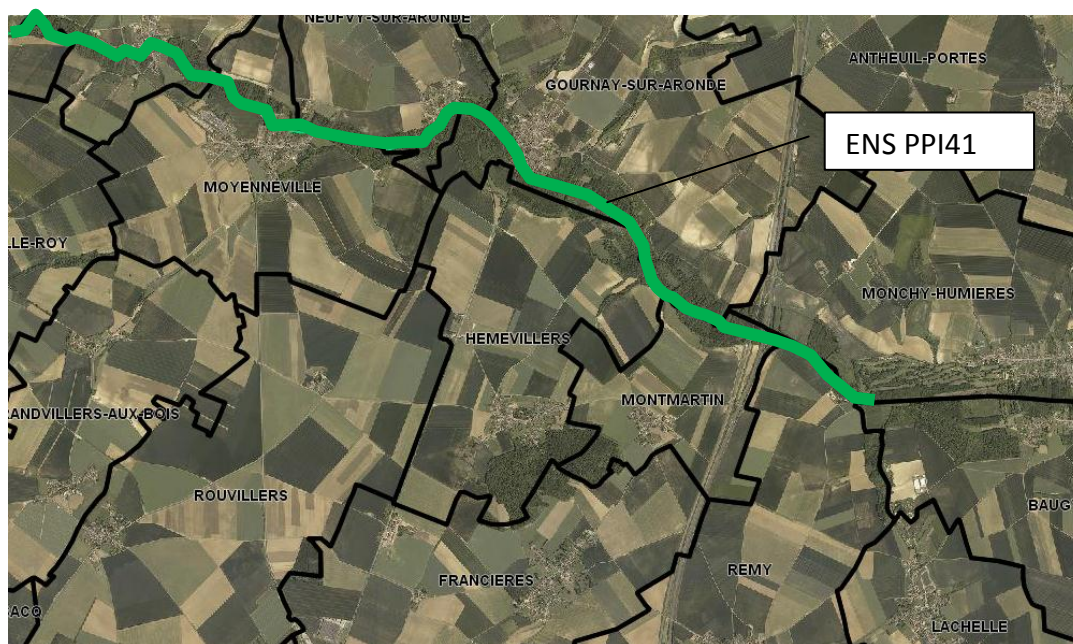 NEUFVY-SUR-ARONDE
ANTHEUIL-PORTES
GOURNAY-SUR-ARONDE
ENS PPI41
MOYENNEVILLE
LLE-ROY
MONCHY-HUMIERES
HEMEVILLERS
MONTMARTIN
RANDVILLERS-AUX-BOIS
ROUVILLERS
BAUG
FRANCIERES
REMY
SACQ
LACHELLE